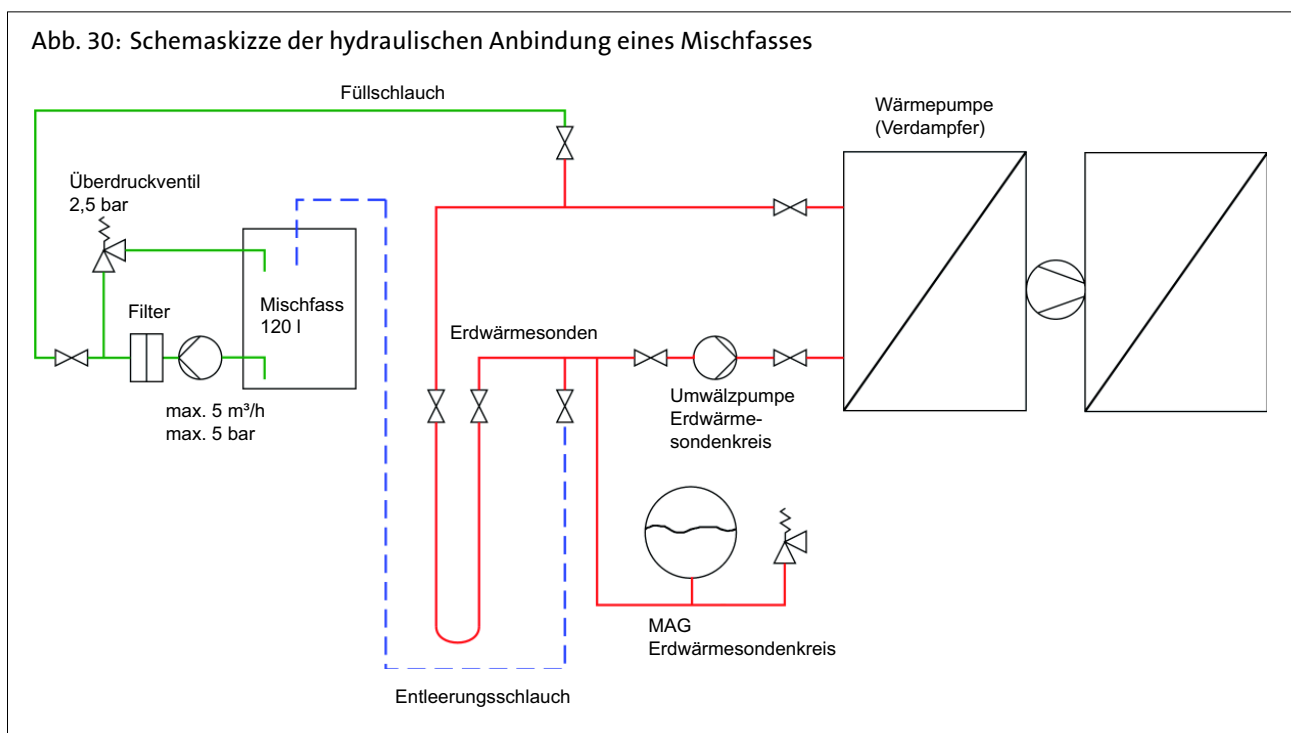 Abb. 30: Schemaskizze der hydraulischen Anbindung eines Mischfasses
Füllschlauch
Wärmepumpe
(Verdampfer)
Überdruckventil
2,5 bar
Filter
Mischfass
120 l
max. 5 m³/h
max. 5 bar
Erdwärmesonden
Umwälzpumpe
Erdwärme-
sondenkreis
MAG
Erdwärmesondenkreis
Entleerungsschlauch